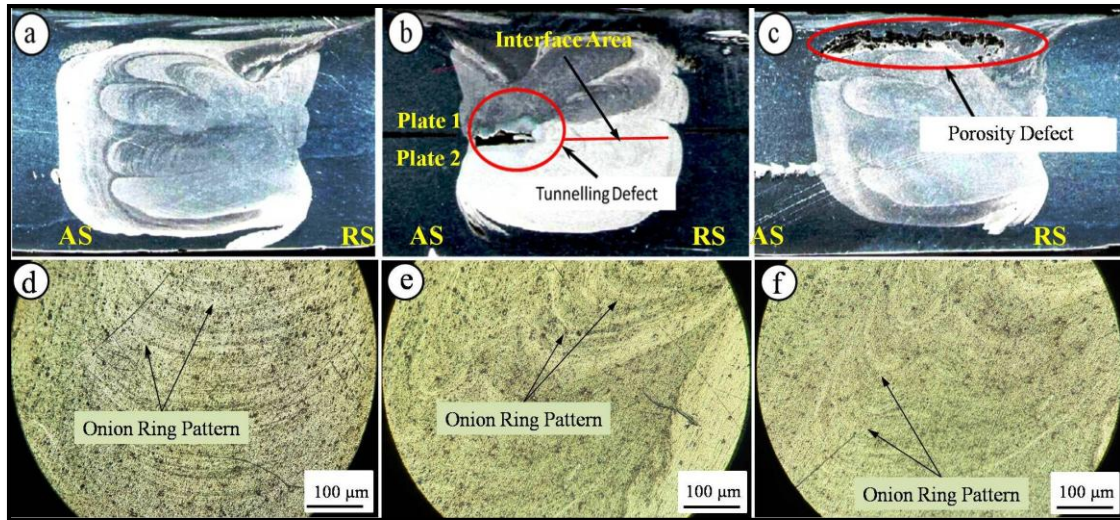 a
AS
RS
b
Interface Area
Plate 1
Plate 2
Tunnelling Defect
AS
RS
c
Porosity Defect
AS
RS
d
Onion Ring Pattern
100 μm
e
Onion Ring Pattern
100 μm
f
Onion Ring Pattern
100 μm